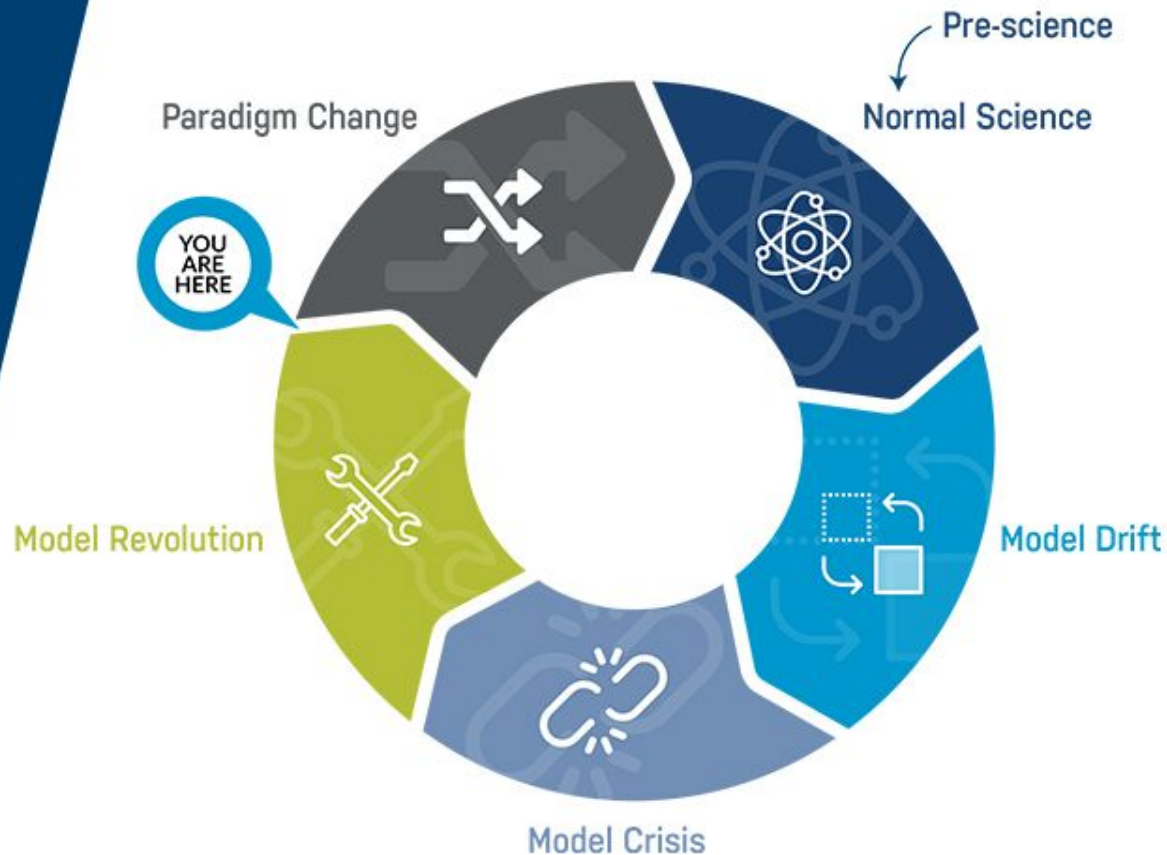 Pre-science
Normal Science
Paradigm Change
YOU
ARE
HERE
Model Revolution
Model Drift
Model Crisis